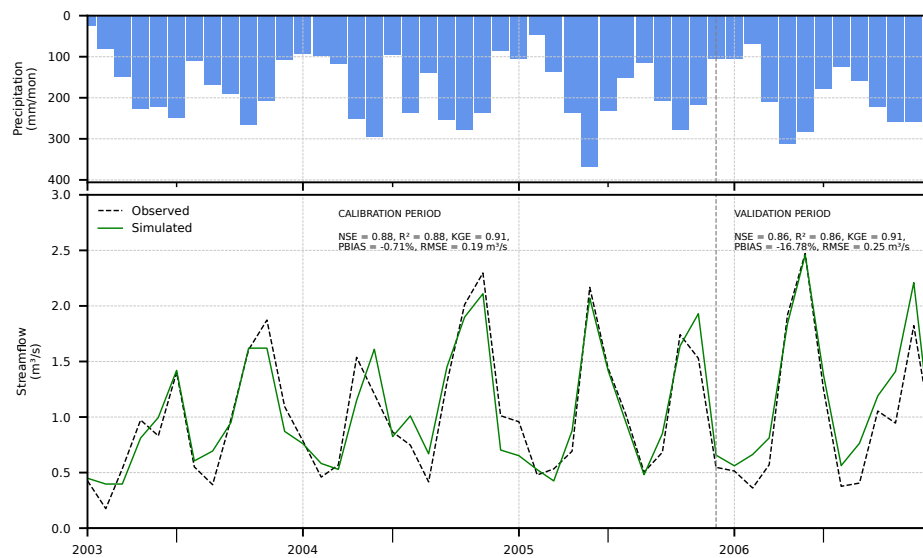 0
100
200
300
400
Precipitation
(mm/mon)
3.0
2.5
2.0
1.5
1.0
0.5
0.0
Streamflow
(m³/s)
Observed
Simulated
CALIBRATION PERIOD
NSE = 0.88, R² = 0.88, KGE = 0.91,
PBIAS = -0.71%, RMSE = 0.19 m³/s
VALIDATION PERIOD
NSE = 0.86, R² = 0.86, KGE = 0.91,
PBIAS = -16.78%, RMSE = 0.25 m³/s
2003 2004 2005 2006